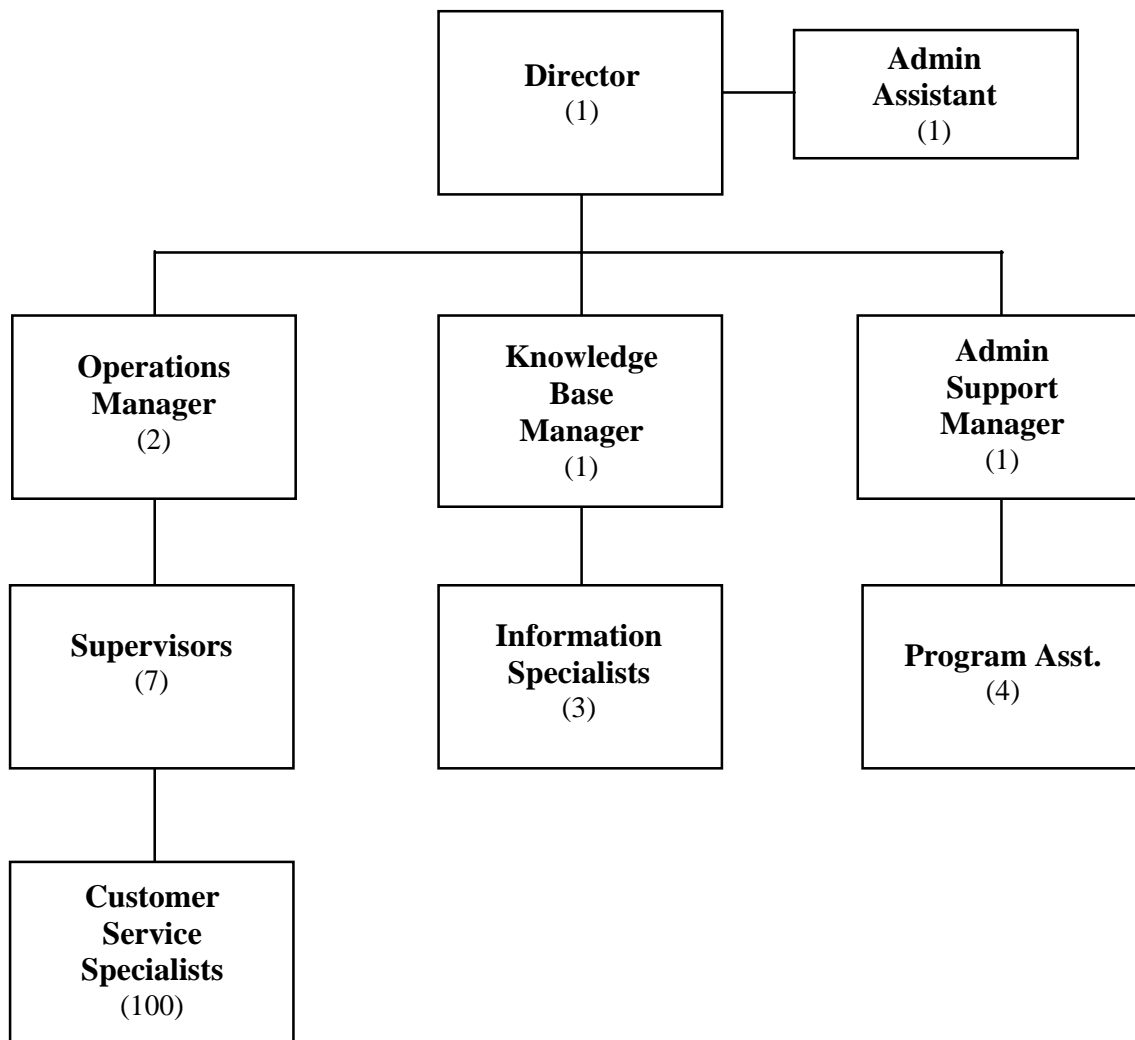 Director
(1)
Admin
Assistant
(1)
Operations
Manager
(2)
Knowledge
Base
Manager
(1)
Admin
Support
Manager
(1)
Supervisors
(7)
Information
Specialists
(3)
Program Asst.
(4)
Customer
Service
Specialists
(100)